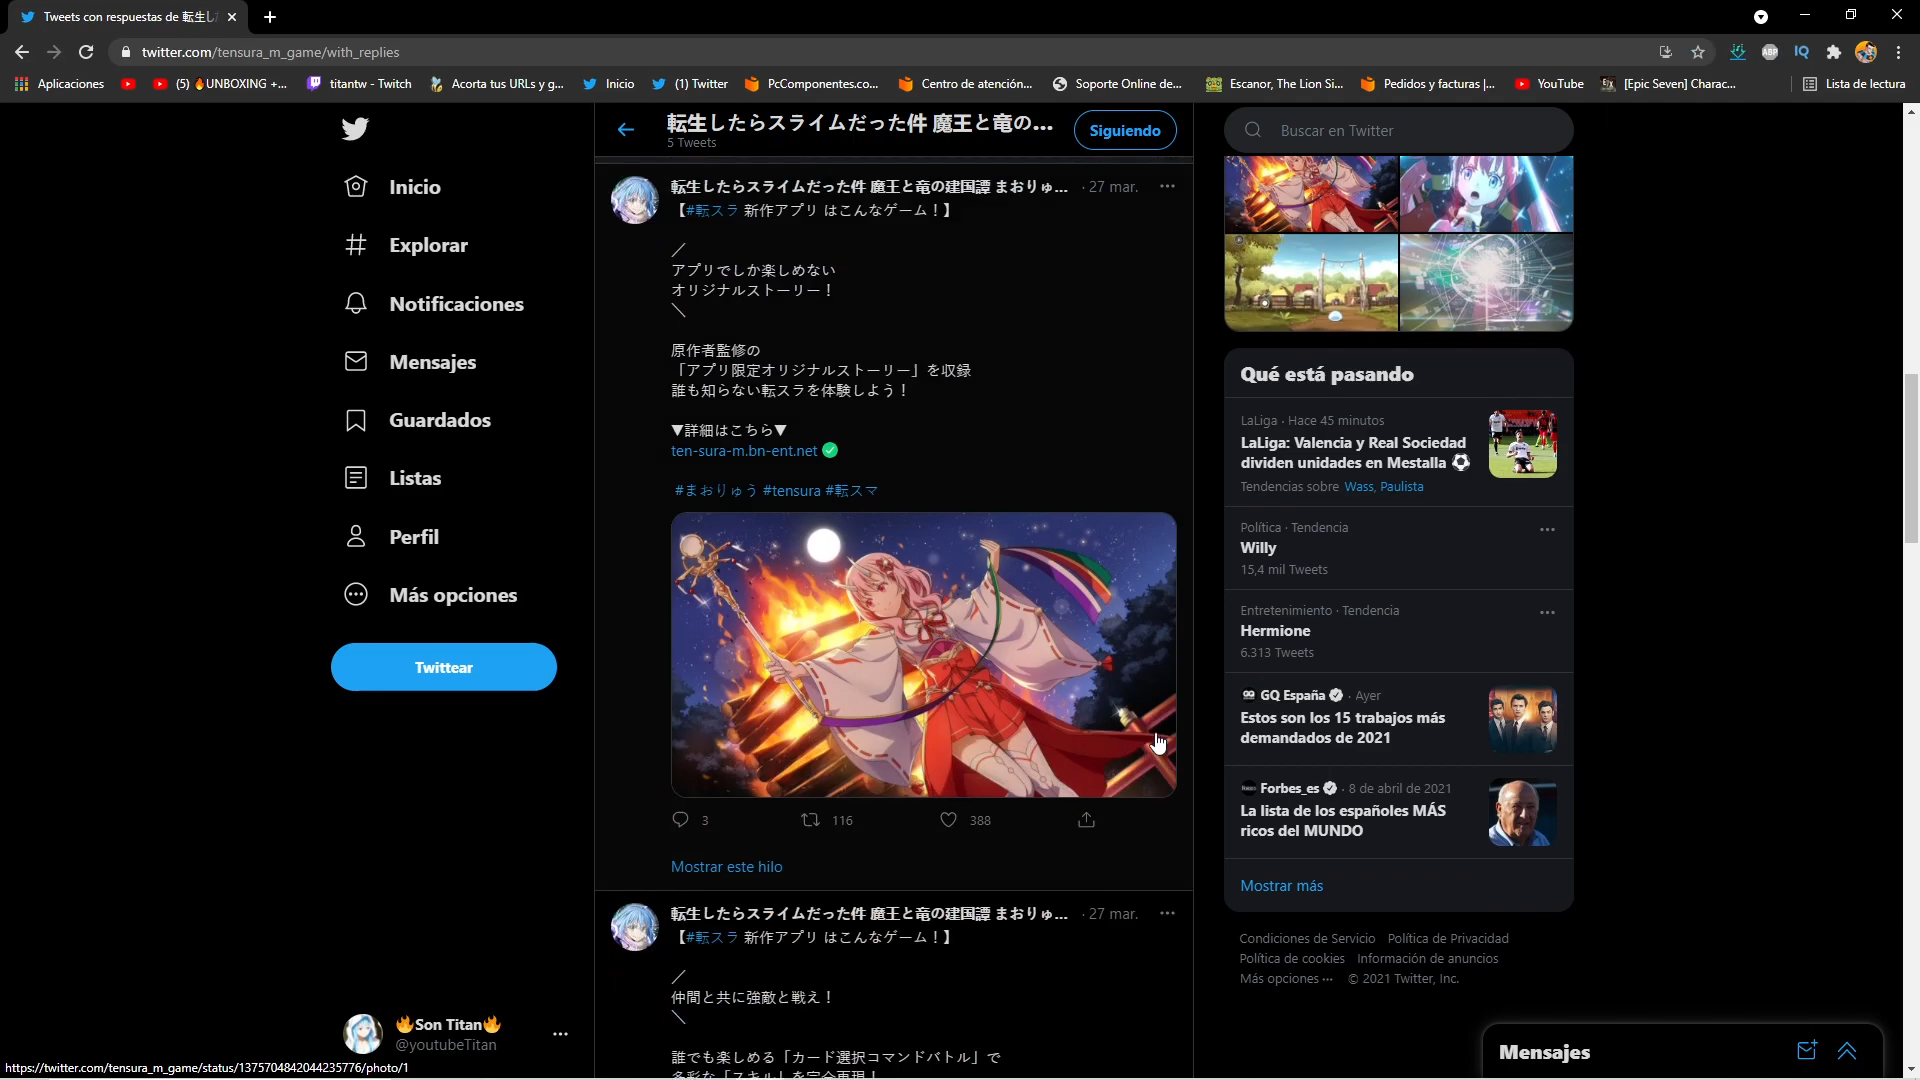 Tweets con respuestas de 転生し
twitter.com/tensura_m_game/with_replies
Aplicaciones
(5) 🔥UNBOXING +...
titantw - Twitch
Acorta tus URLs y g...
Inicio
(1) Twitter
PcComponentes.co...
Centro de atención...
Soporte Online de...
Escanor, The Lion Si...
Pedidos y facturas |...
YouTube
[Epic Seven] Charac...
Lista de lectura
Inicio
Explorar
Notificaciones
Mensajes
Guardados
Listas
Perfil
Más opciones
Twittear
🔥Son Titan🔥
@youtubeTitan
転生したらスライムだった件 魔王と竜の...
5 Tweets
Siguiendo
転生したらスライムだった件 魔王と竜の建国譚 まおりゅ... · 27 mar.
【#転スラ 新作アプリ はこんなゲーム！】
／
アプリでしか楽しめない
オリジナルストーリー！
＼
原作者監修の
「アプリ限定オリジナルストーリー」を収録
誰も知らない転スラを体験しよう！
▼詳細はこちら▼
ten-sura-m.bn-ent.net
#まおりゅう #tensura #転スマ
3 116 388
Mostrar este hilo
転生したらスライムだった件 魔王と竜の建国譚 まおりゅ... · 27 mar.
【#転スラ 新作アプリ はこんなゲーム！】
／
仲間と共に強敵と戦え！
＼
誰でも楽しめる「カード選択コマンドバトル」で
多彩な「スキル」を完全再現！
Buscar en Twitter
Qué está pasando
LaLiga · Hace 45 minutos
LaLiga: Valencia y Real Sociedad
dividen unidades en Mestalla ⚽
Tendencias sobre Wass, Paulista
Política · Tendencia
Willy
15,4 mil Tweets
Entretenimiento · Tendencia
Hermione
6.313 Tweets
GQ España · Ayer
Estos son los 15 trabajos más
demandados de 2021
Forbes_es · 8 de abril de 2021
La lista de los españoles MÁS
ricos del MUNDO
Mostrar más
Condiciones de Servicio Política de Privacidad
Política de cookies Información de anuncios
Más opciones ··· © 2021 Twitter, Inc.
Mensajes
https://twitter.com/tensura_m_game/status/1375704842044235776/photo/1